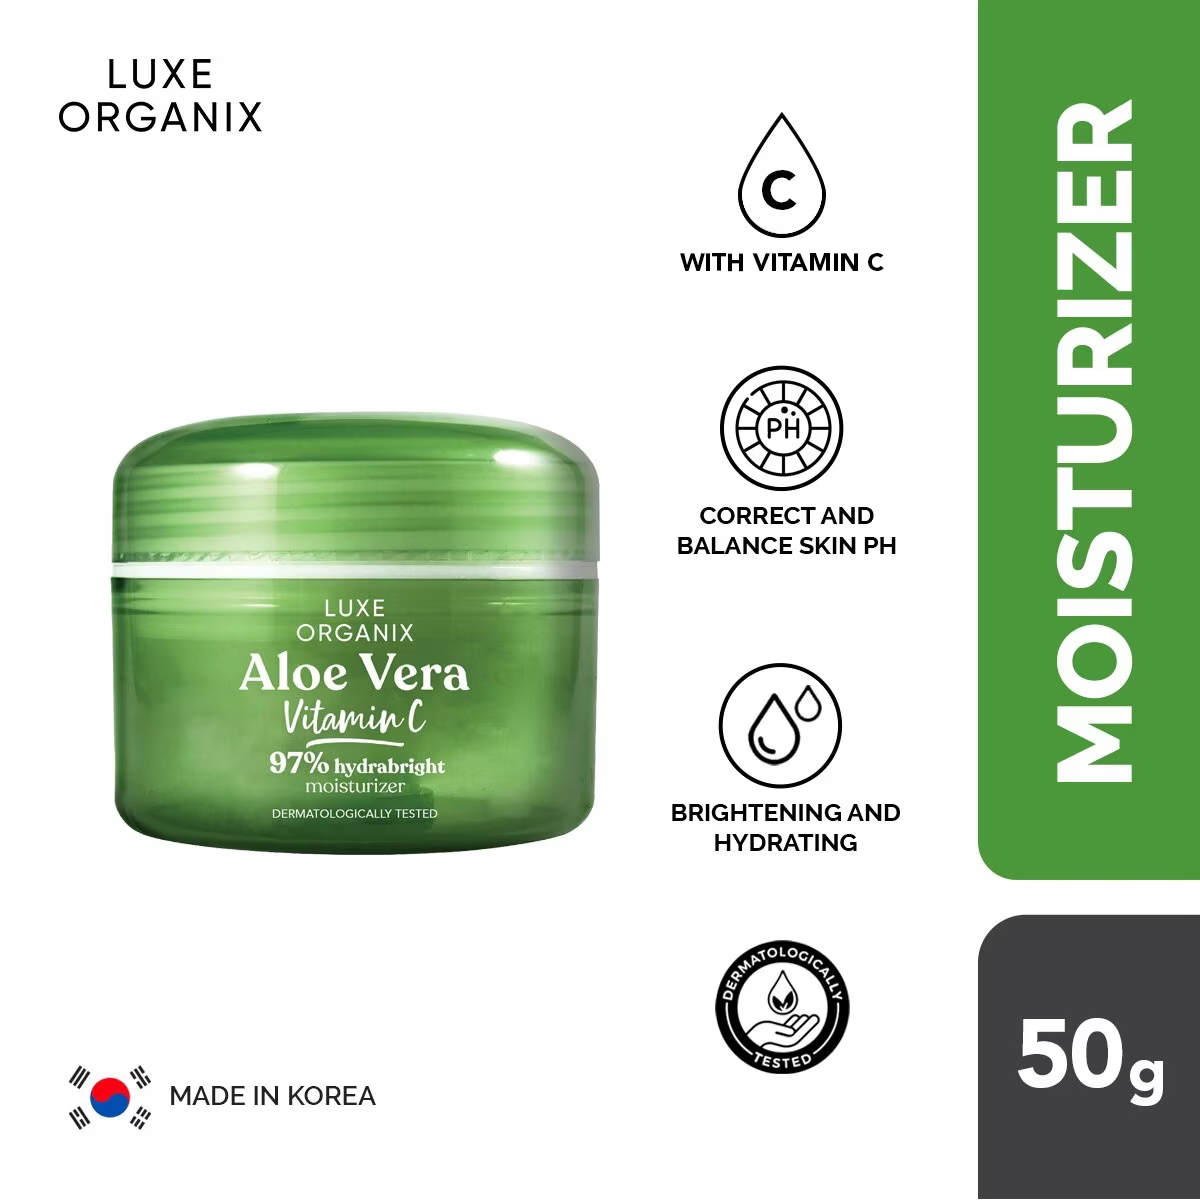 LUXE
ORGANIX
C
WITH VITAMIN C
PH
CORRECT AND
BALANCE SKIN PH
BRIGHTENING AND
HYDRATING
DERMATOLOGICALLY
TESTED
LUXE
ORGANIX
Aloe Vera
Vitamin C
97% hydrabright
moisturizer
DERMATOLOGICALLY TESTED
MADE IN KOREA
MOISTURIZER
50g